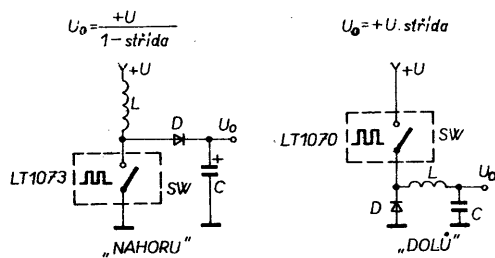 U₀ = +U / 1 - střída
U₀ = +U . střída
+U
+U
L
D
U₀
LT1073
SW
+
C
LT1070
SW
L
U₀
D
C
„NAHORU"
„DOLŮ"